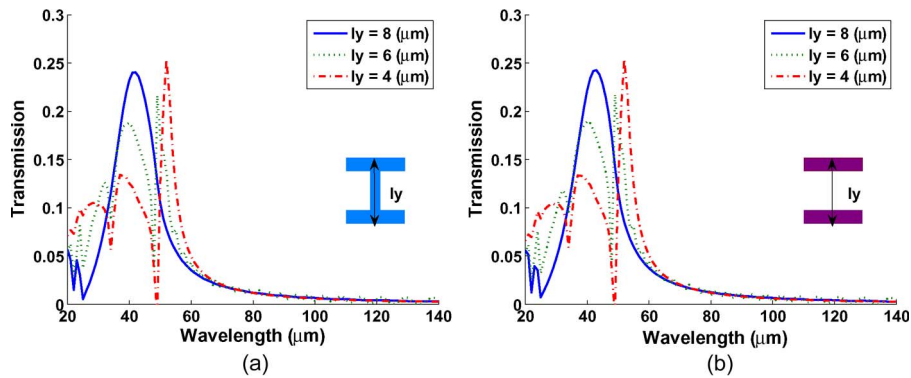 ly = 8 (μm)
ly = 6 (μm)
ly = 4 (μm)
0.3
0.25
0.2
0.15
0.1
0.05
0
Transmission
ly
20 40 60 80 100 120 140
Wavelength (μm)
(a)
ly = 8 (μm)
ly = 6 (μm)
ly = 4 (μm)
0.3
0.25
0.2
0.15
0.1
0.05
0
Transmission
ly
20 40 60 80 100 120 140
Wavelength (μm)
(b)